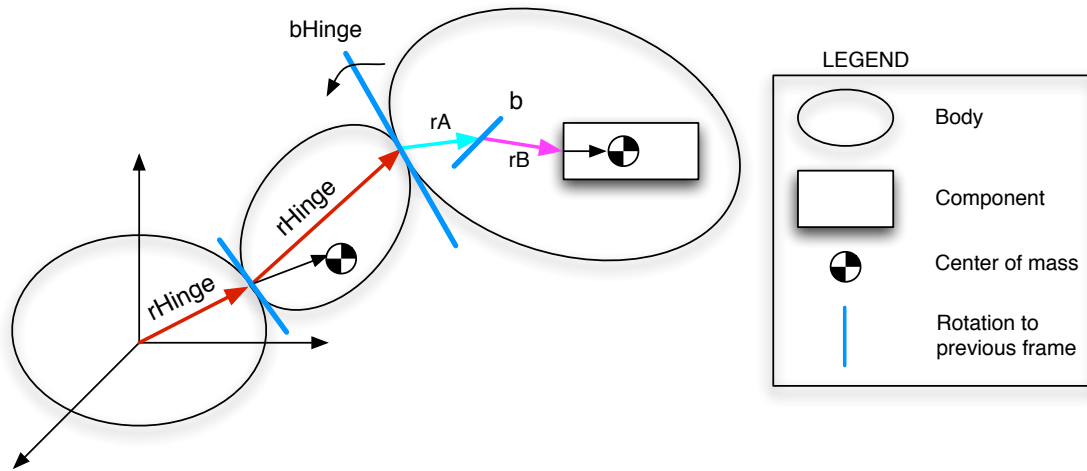 bHinge
b
rA
rB
rHinge
rHinge
LEGEND
Body
Component
Center of mass
Rotation to
previous frame